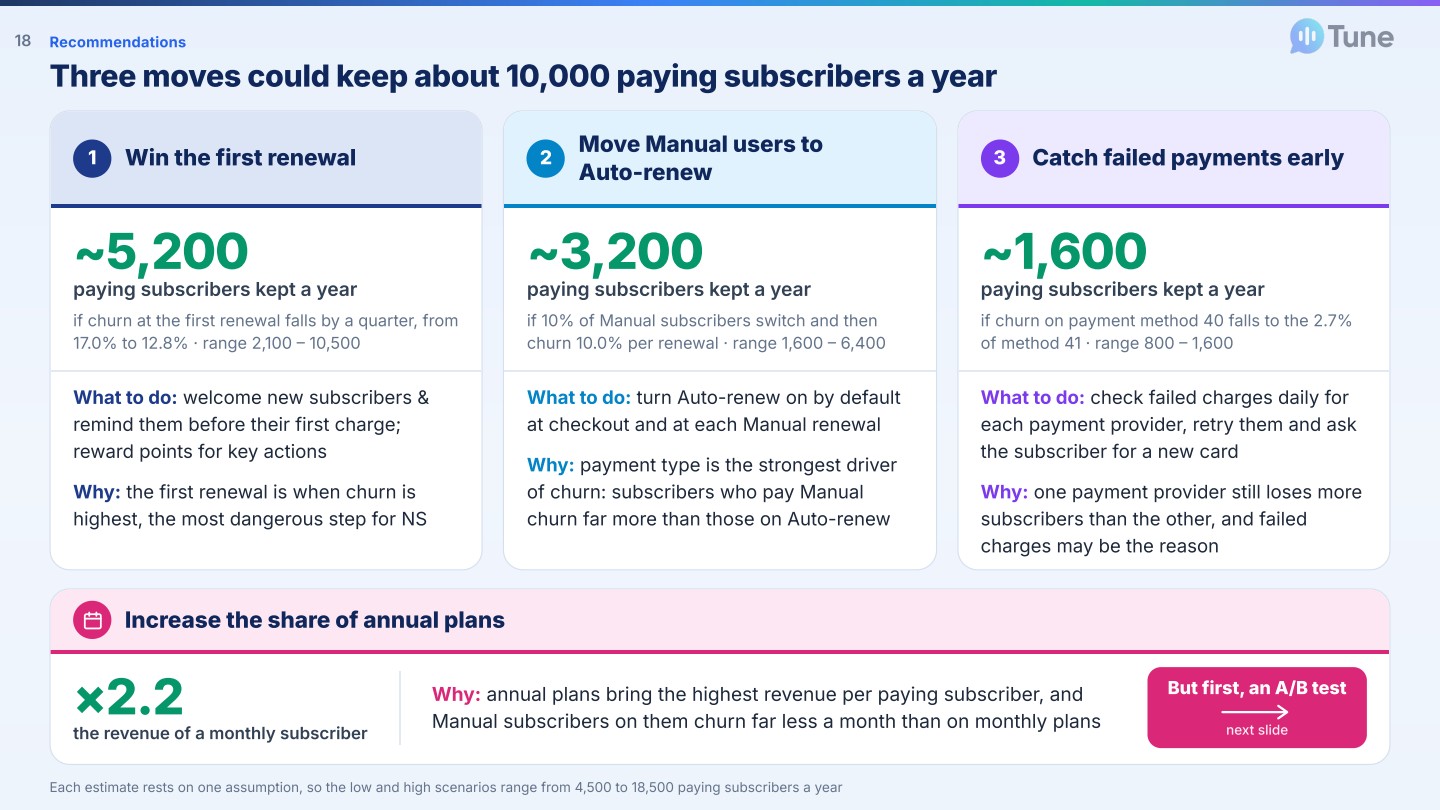 18 Recommendations
Tune
Three moves could keep about 10,000 paying subscribers a year
1 Win the first renewal
~5,200
paying subscribers kept a year
if churn at the first renewal falls by a quarter, from
17.0% to 12.8% · range 2,100 – 10,500
What to do: welcome new subscribers &
remind them before their first charge;
reward points for key actions
Why: the first renewal is when churn is
highest, the most dangerous step for NS
2 Move Manual users to
Auto-renew
~3,200
paying subscribers kept a year
if 10% of Manual subscribers switch and then
churn 10.0% per renewal · range 1,600 – 6,400
What to do: turn Auto-renew on by default
at checkout and at each Manual renewal
Why: payment type is the strongest driver
of churn: subscribers who pay Manual
churn far more than those on Auto-renew
3 Catch failed payments early
~1,600
paying subscribers kept a year
if churn on payment method 40 falls to the 2.7%
of method 41 · range 800 – 1,600
What to do: check failed charges daily for
each payment provider, retry them and ask
the subscriber for a new card
Why: one payment provider still loses more
subscribers than the other, and failed
charges may be the reason
Increase the share of annual plans
×2.2
the revenue of a monthly subscriber
Why: annual plans bring the highest revenue per paying subscriber, and
Manual subscribers on them churn far less a month than on monthly plans
But first, an A/B test
next slide
Each estimate rests on one assumption, so the low and high scenarios range from 4,500 to 18,500 paying subscribers a year